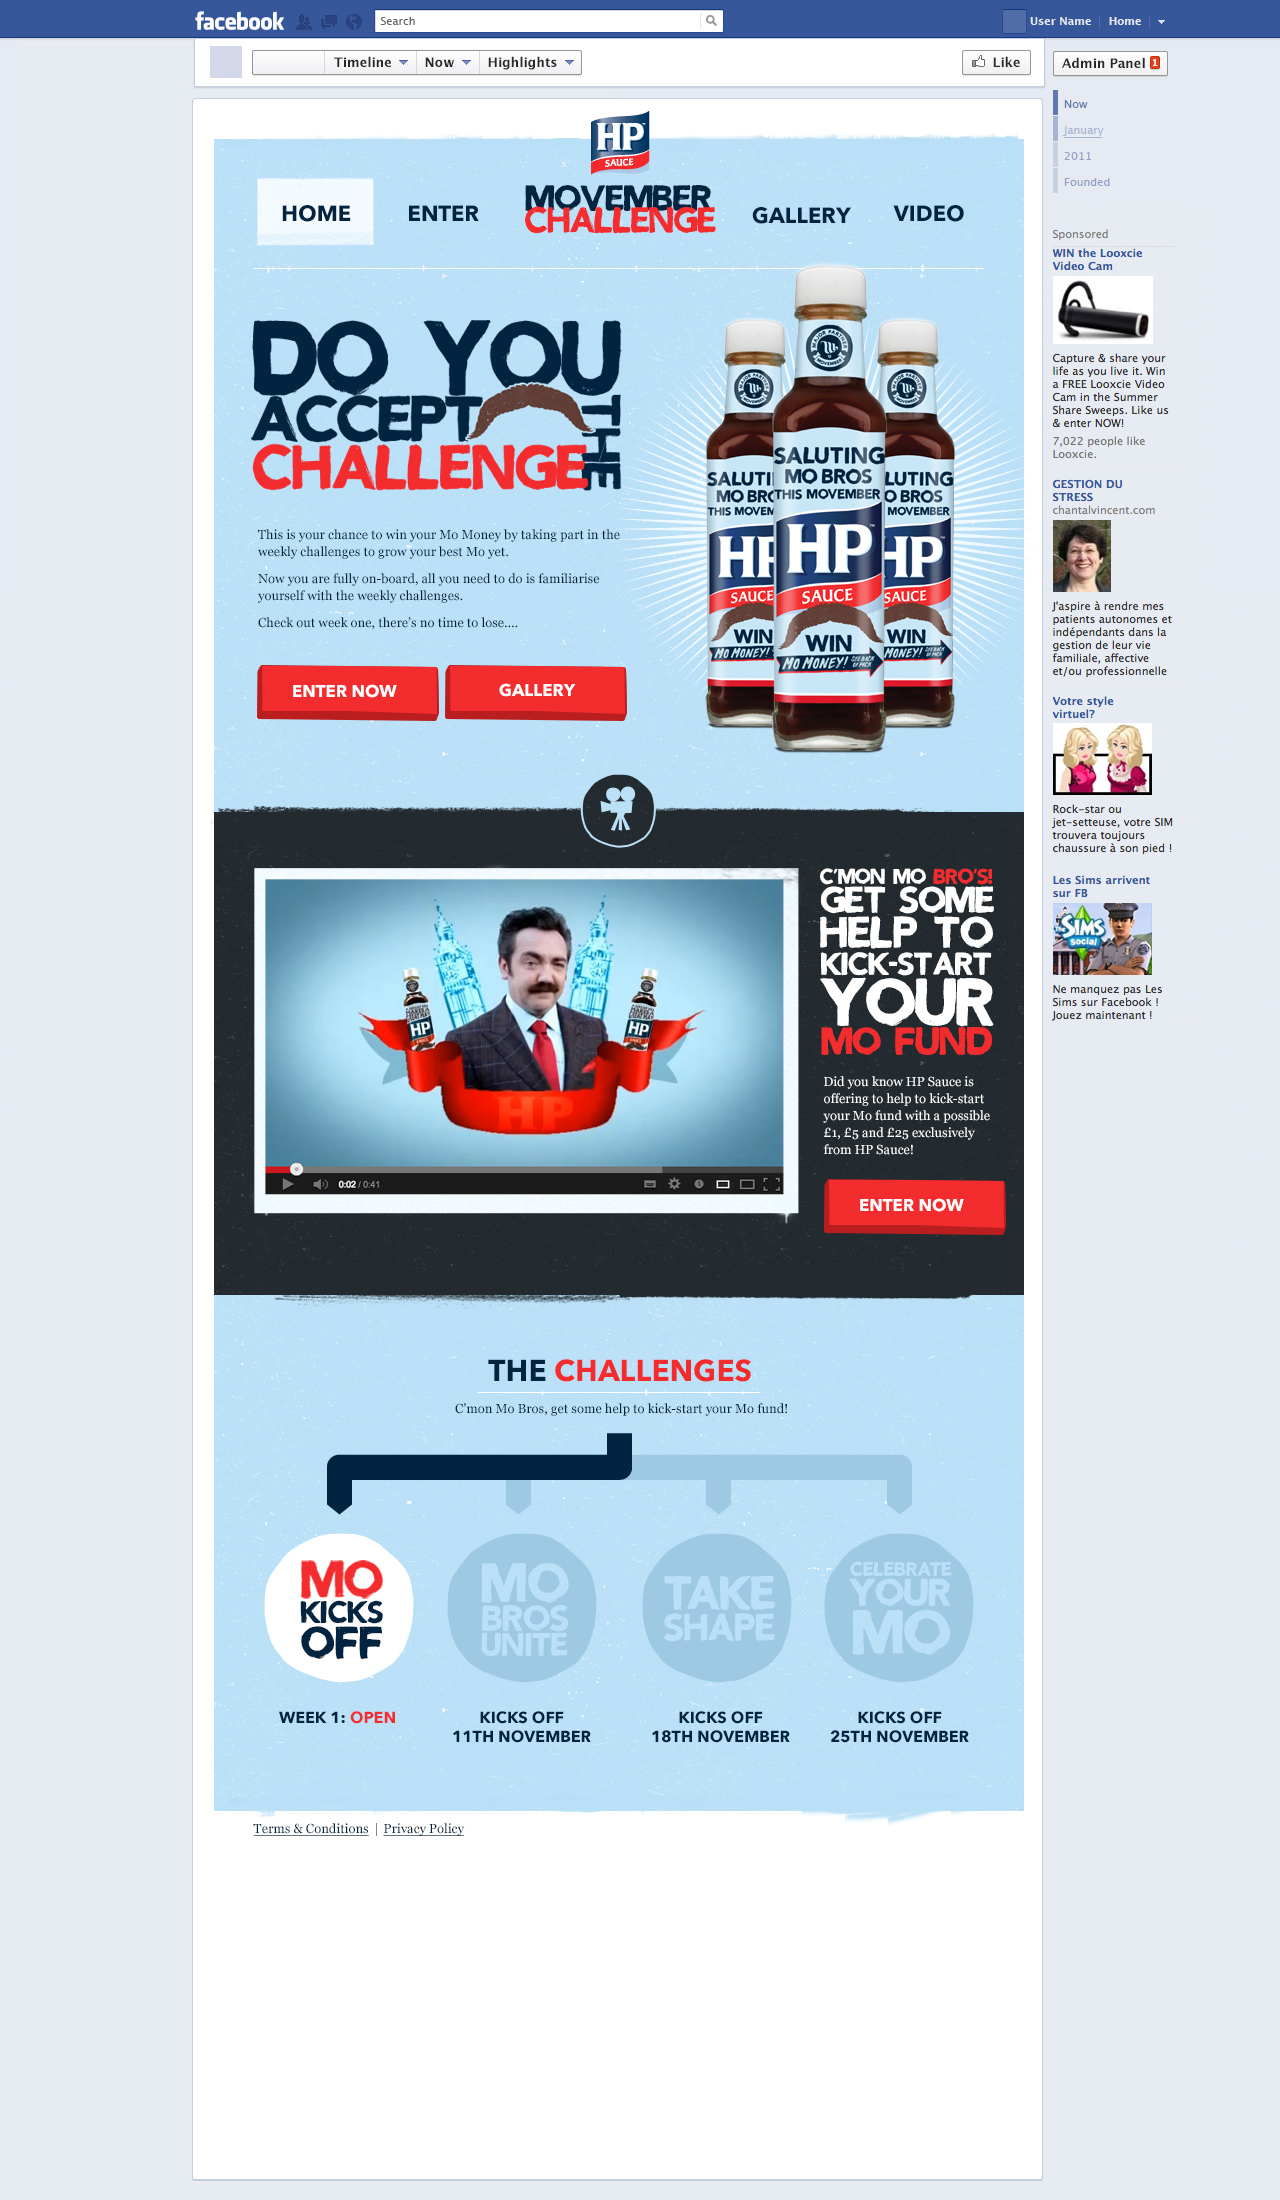 facebook
Search
User Name
Home
Timeline
Now
Highlights
Like
Admin Panel 1
Now
January
2011
Founded
HP
SAUCE
HOME
ENTER
MOVEMBER
CHALLENGE
GALLERY
VIDEO
DO YOU
ACCEPT THE
CHALLENGE
This is your chance to win your Mo Money by taking part in the
weekly challenges to grow your best Mo yet.
Now you are fully on-board, all you need to do is familiarise
yourself with the weekly challenges.
Check out week one, there's no time to lose....
ENTER NOW
GALLERY
MAJOR PARTNER
MOVEMBER
SALUTING
MO BROS
THIS MOVEMBER
HP
SAUCE
WIN
MO MONEY!
SEE BACK
OF PACK
C'MON MO BRO'S!
GET SOME
HELP TO
KICK-START
YOUR
MO FUND
HP
0:02 / 0:41
Did you know HP Sauce is
offering to help to kick-start
your Mo fund with a possible
£1, £5 and £25 exclusively
from HP Sauce!
ENTER NOW
THE CHALLENGES
C'mon Mo Bros, get some help to kick-start your Mo fund!
MO
KICKS
OFF
MO
BROS
UNITE
TAKE
SHAPE
CELEBRATE
YOUR
MO
WEEK 1: OPEN
KICKS OFF
11TH NOVEMBER
KICKS OFF
18TH NOVEMBER
KICKS OFF
25TH NOVEMBER
Terms & Conditions | Privacy Policy
Sponsored
WIN the Looxcie
Video Cam
Capture & share your
life as you live it. Win
a FREE Looxcie Video
Cam in the Summer
Share Sweeps. Like us
& enter NOW!
7,022 people like
Looxcie.
GESTION DU
STRESS
chantalvincent.com
J'aspire à rendre mes
patients autonomes et
indépendants dans la
gestion de leur vie
familiale, affective
et/ou professionnelle
Votre style
virtuel?
Rock-star ou
jet-setteuse, votre SIM
trouvera toujours
chaussure à son pied !
Les Sims arrivent
sur FB
The SIMS
social
Ne manquez pas Les
Sims sur Facebook !
Jouez maintenant !